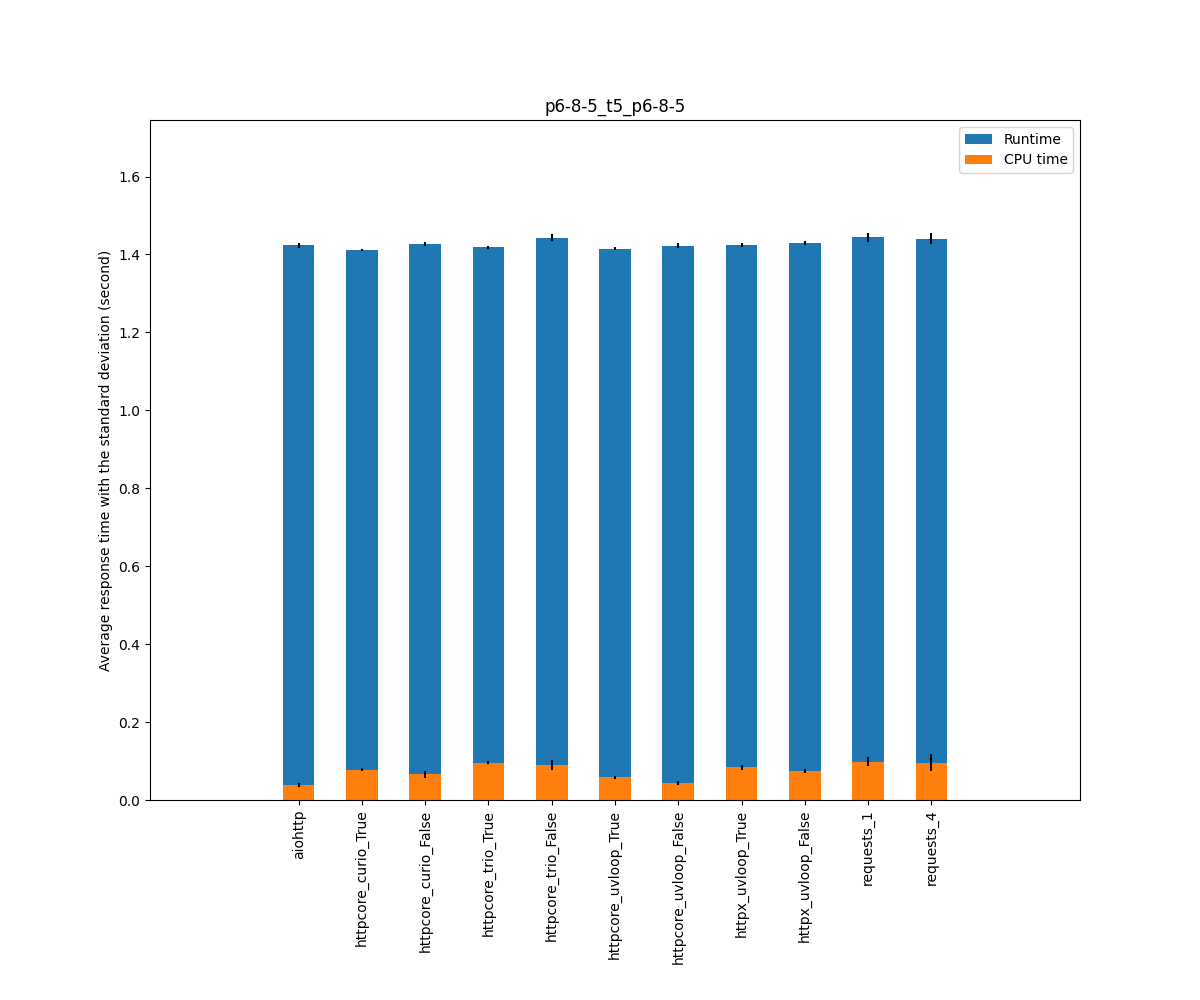 p6-8-5_t5_p6-8-5
Runtime
CPU time
Average response time with the standard deviation (second)
1.6
1.4
1.2
1.0
0.8
0.6
0.4
0.2
0.0
aiohttp
httpcore_curio_True
httpcore_curio_False
httpcore_trio_True
httpcore_trio_False
httpcore_uvloop_True
httpcore_uvloop_False
httpx_uvloop_True
httpx_uvloop_False
requests_1
requests_4